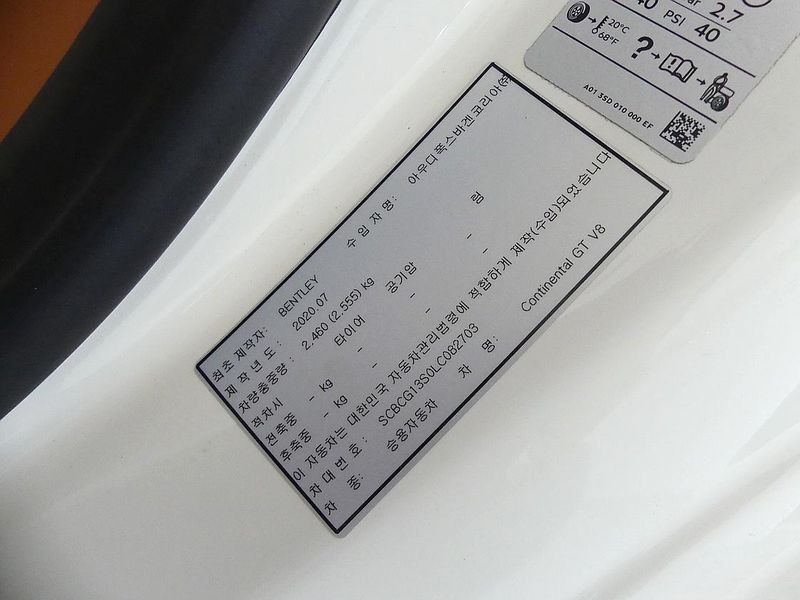 40 PSI 40
2.7
20°C
68°F
A01 3SD 010 000 EF
최초 제작자: BENTLEY 수 입 자 명: 아우디폭스바겐코리아㈜
제 작 년 도 : 2020.07
차량총중량 : 2.460 (2.555) kg
적차시 타이어 공기압 림
전축중 - kg - - -
후축중 - kg - - -
이 자동차는 대한민국 자동차관리법령에 적합하게 제작(수입)되었습니다
차 대 번 호 : SCBCG13S0LC082703
차 종: 승용자동차 차 명: Continental GT V8